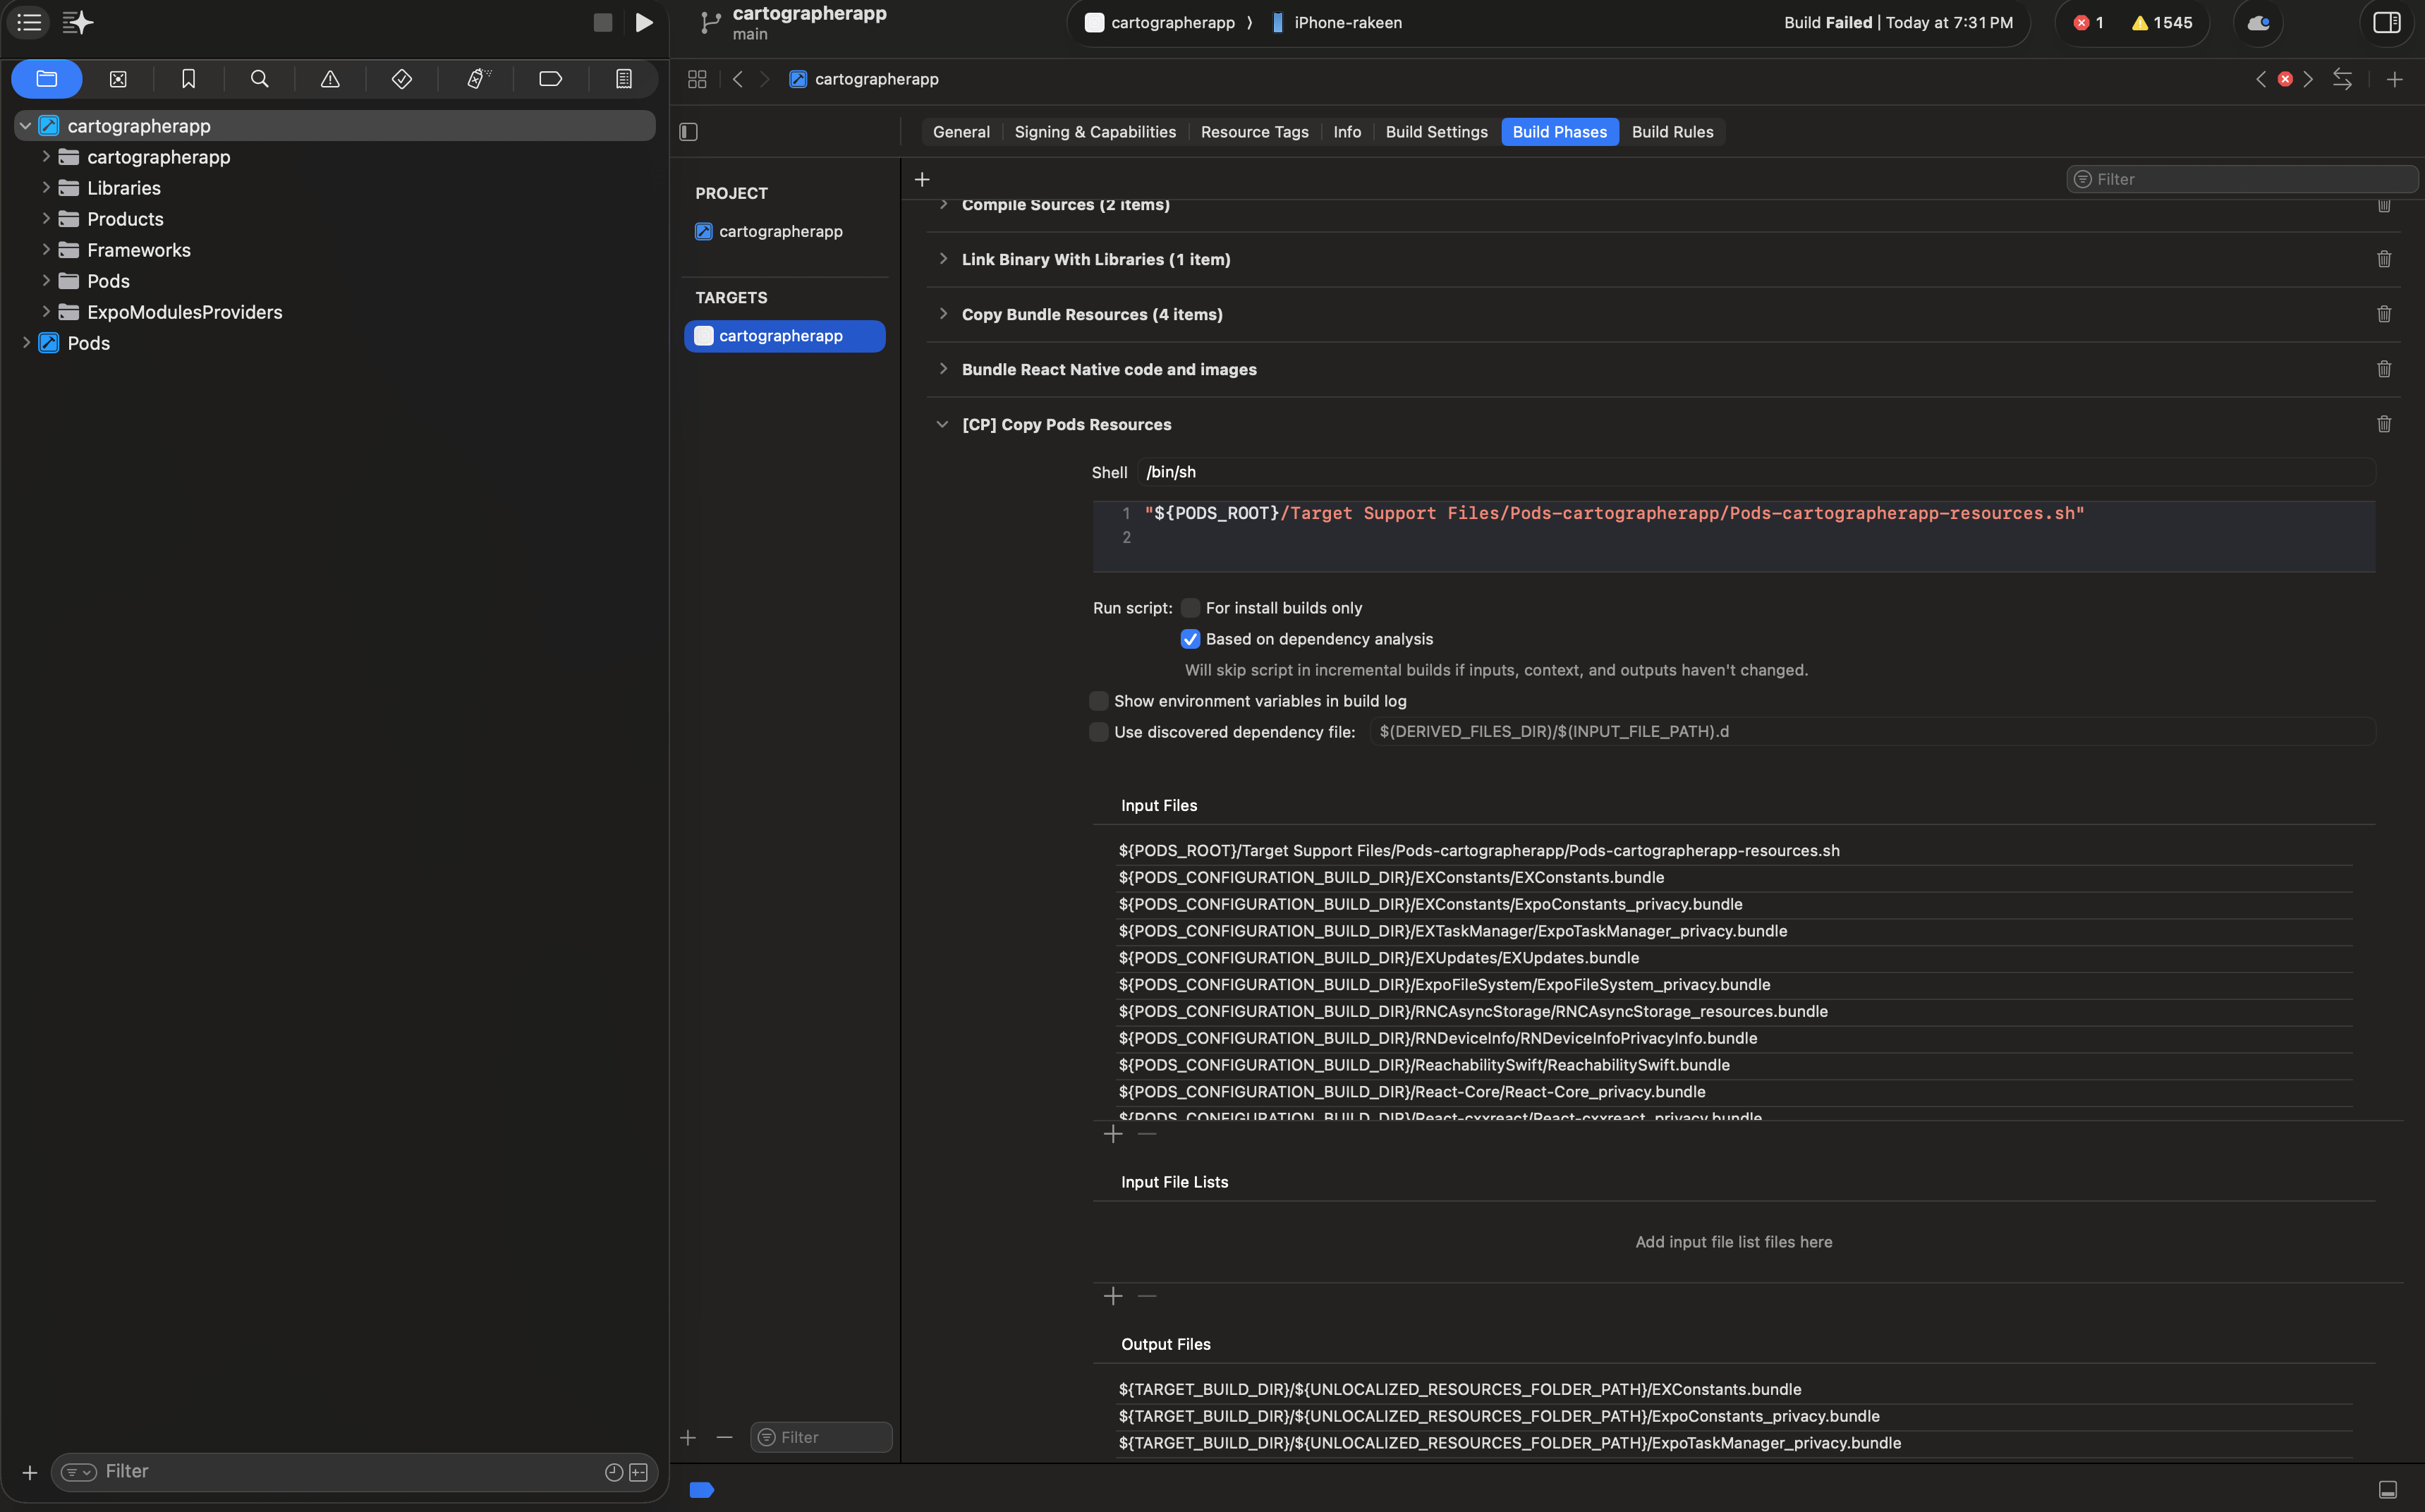 cartographerapp
main
cartographerapp
iPhone-rakeen
Build Failed | Today at 7:31 PM
1
1545
cartographerapp
cartographerapp
cartographerapp
Libraries
Products
Frameworks
Pods
ExpoModulesProviders
Pods
Filter
General
Signing & Capabilities
Resource Tags
Info
Build Settings
Build Phases
Build Rules
PROJECT
cartographerapp
TARGETS
cartographerapp
Filter
Filter
Compile Sources (2 items)
Link Binary With Libraries (1 item)
Copy Bundle Resources (4 items)
Bundle React Native code and images
[CP] Copy Pods Resources
Shell /bin/sh
1 "${PODS_ROOT}/Target Support Files/Pods-cartographerapp/Pods-cartographerapp-resources.sh"
2
Run script: For install builds only
Based on dependency analysis
Will skip script in incremental builds if inputs, context, and outputs haven't changed.
Show environment variables in build log
Use discovered dependency file: $(DERIVED_FILES_DIR)/$(INPUT_FILE_PATH).d
Input Files
${PODS_ROOT}/Target Support Files/Pods-cartographerapp/Pods-cartographerapp-resources.sh
${PODS_CONFIGURATION_BUILD_DIR}/EXConstants/EXConstants.bundle
${PODS_CONFIGURATION_BUILD_DIR}/EXConstants/ExpoConstants_privacy.bundle
${PODS_CONFIGURATION_BUILD_DIR}/EXTaskManager/ExpoTaskManager_privacy.bundle
${PODS_CONFIGURATION_BUILD_DIR}/EXUpdates/EXUpdates.bundle
${PODS_CONFIGURATION_BUILD_DIR}/ExpoFileSystem/ExpoFileSystem_privacy.bundle
${PODS_CONFIGURATION_BUILD_DIR}/RNCAsyncStorage/RNCAsyncStorage_resources.bundle
${PODS_CONFIGURATION_BUILD_DIR}/RNDeviceInfo/RNDeviceInfoPrivacyInfo.bundle
${PODS_CONFIGURATION_BUILD_DIR}/ReachabilitySwift/ReachabilitySwift.bundle
${PODS_CONFIGURATION_BUILD_DIR}/React-Core/React-Core_privacy.bundle
${PODS_CONFIGURATION_BUILD_DIR}/React-cxxreact/React-cxxreact_privacy.bundle
Input File Lists
Add input file list files here
Output Files
${TARGET_BUILD_DIR}/${UNLOCALIZED_RESOURCES_FOLDER_PATH}/EXConstants.bundle
${TARGET_BUILD_DIR}/${UNLOCALIZED_RESOURCES_FOLDER_PATH}/ExpoConstants_privacy.bundle
${TARGET_BUILD_DIR}/${UNLOCALIZED_RESOURCES_FOLDER_PATH}/ExpoTaskManager_privacy.bundle